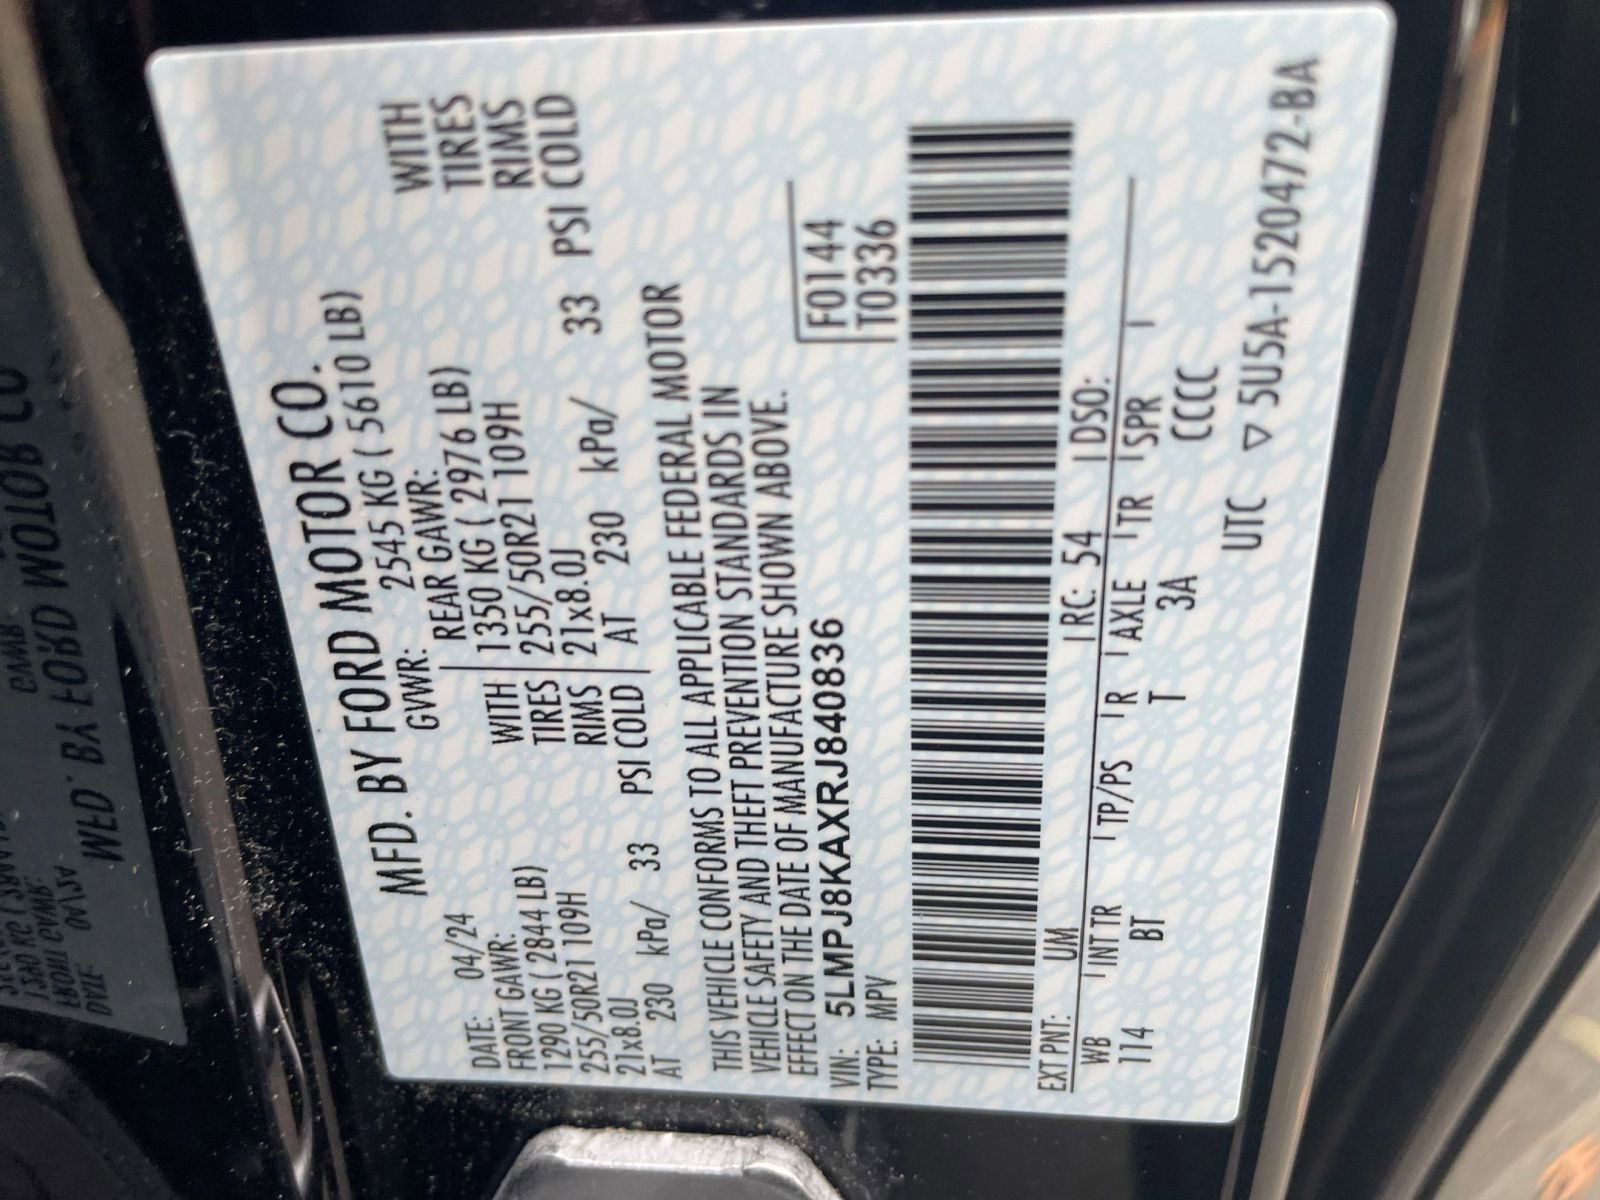 MFD. BY FORD MOTOR CO.
DATE: 04/24 GVWR: 2545 KG ( 5610 LB)
FRONT GAWR: REAR GAWR:
1290 KG ( 2844 LB) WITH 1350 KG ( 2976 LB) WITH
255/50R21 109H TIRES 255/50R21 109H TIRES
21x8.0J RIMS 21x8.0J RIMS
AT 230 kPa/ 33 PSI COLD AT 230 kPa/ 33 PSI COLD
THIS VEHICLE CONFORMS TO ALL APPLICABLE FEDERAL MOTOR
VEHICLE SAFETY AND THEFT PREVENTION STANDARDS IN
EFFECT ON THE DATE OF MANUFACTURE SHOWN ABOVE.
VIN: 5LMPJ8KAXRJ840836 F0144
TYPE: MPV T0336
EXT PNT: UM RC: 54 DSO:
WB INT TR TP/PS R AXLE TR SPR
114 BT T 3A CCCC
UTC ▽ 5U5A-1520472-BA